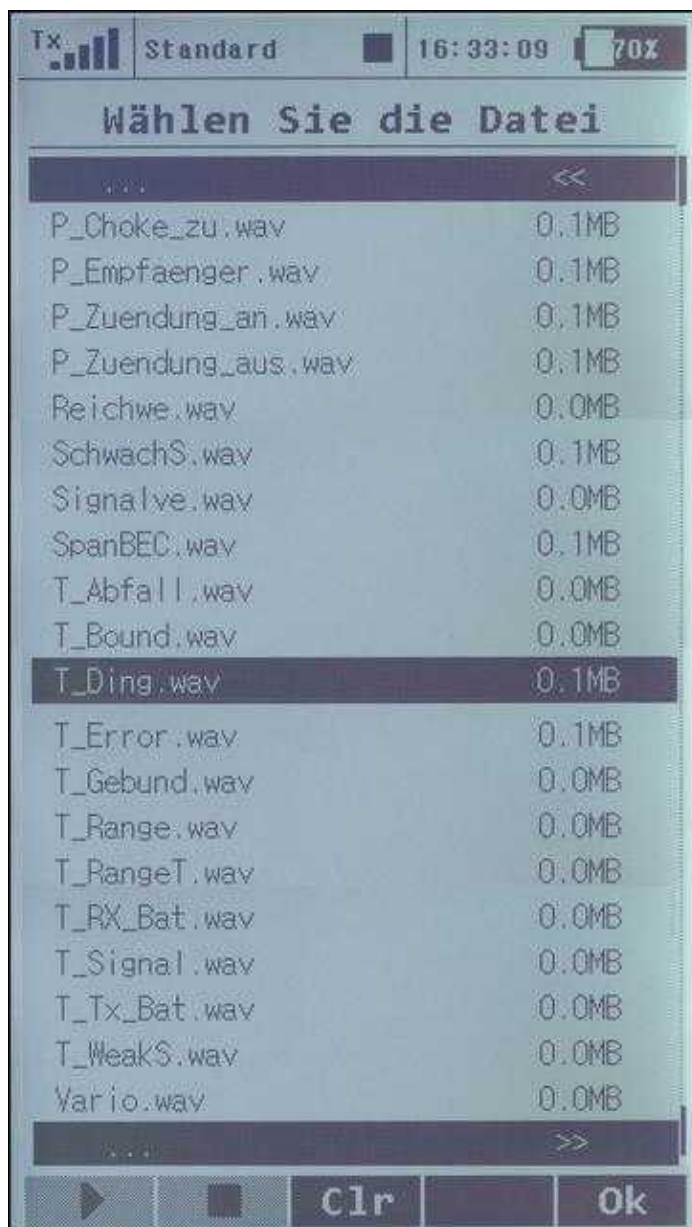 Tx Standard 16:33:09 70%
Wählen Sie die Datei
... <<
P_Choke_zu.wav 0.1MB
P_Empfaenger.wav 0.1MB
P_Zuendung_an.wav 0.1MB
P_Zuendung_aus.wav 0.1MB
Reichwe.wav 0.0MB
SchwachS.wav 0.1MB
Signalve.wav 0.0MB
SpanBEC.wav 0.1MB
T_Abfall.wav 0.0MB
T_Bound.wav 0.0MB
T_Ding.wav 0.1MB
T_Error.wav 0.1MB
T_Gebund.wav 0.0MB
T_Range.wav 0.0MB
T_RangeT.wav 0.0MB
T_RX_Bat.wav 0.0MB
T_Signal.wav 0.0MB
T_Tx_Bat.wav 0.0MB
T_WeakS.wav 0.0MB
Vario.wav 0.0MB
... >>
Clr Ok